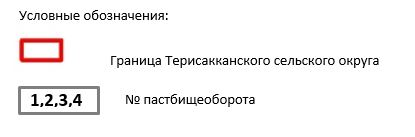 Условные обозначения:
Граница Терисакканского сельского округа
1,2,3,4 № пастбищеоборота